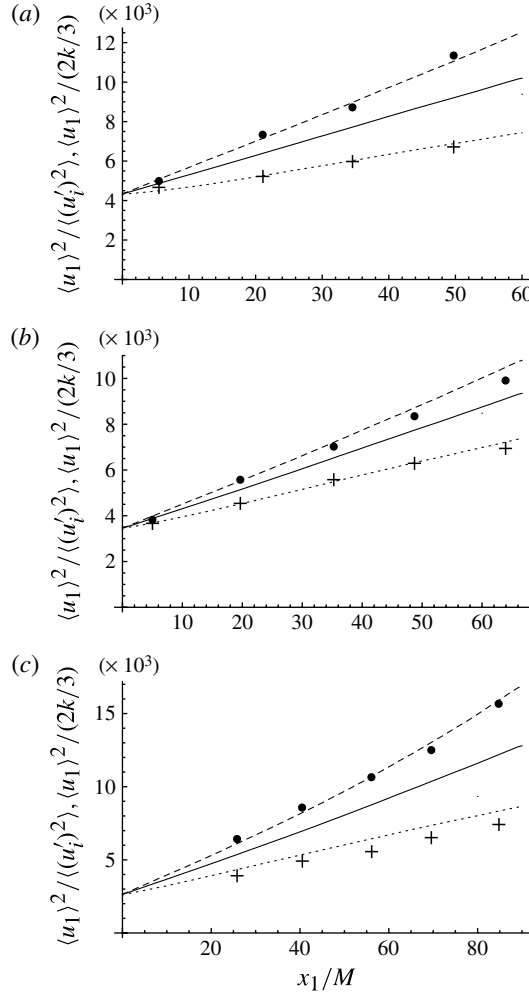 (a)
(× 10³)
⟨u₁⟩²/⟨(u′ᵢ)²⟩, ⟨u₁⟩²/(2k/3)
12
10
8
6
4
2
10 20 30 40 50 60
(b)
(× 10³)
⟨u₁⟩²/⟨(u′ᵢ)²⟩, ⟨u₁⟩²/(2k/3)
10
8
6
4
2
10 20 30 40 50 60
(c)
(× 10³)
⟨u₁⟩²/⟨(u′ᵢ)²⟩, ⟨u₁⟩²/(2k/3)
15
10
5
20 40 60 80
x₁/M